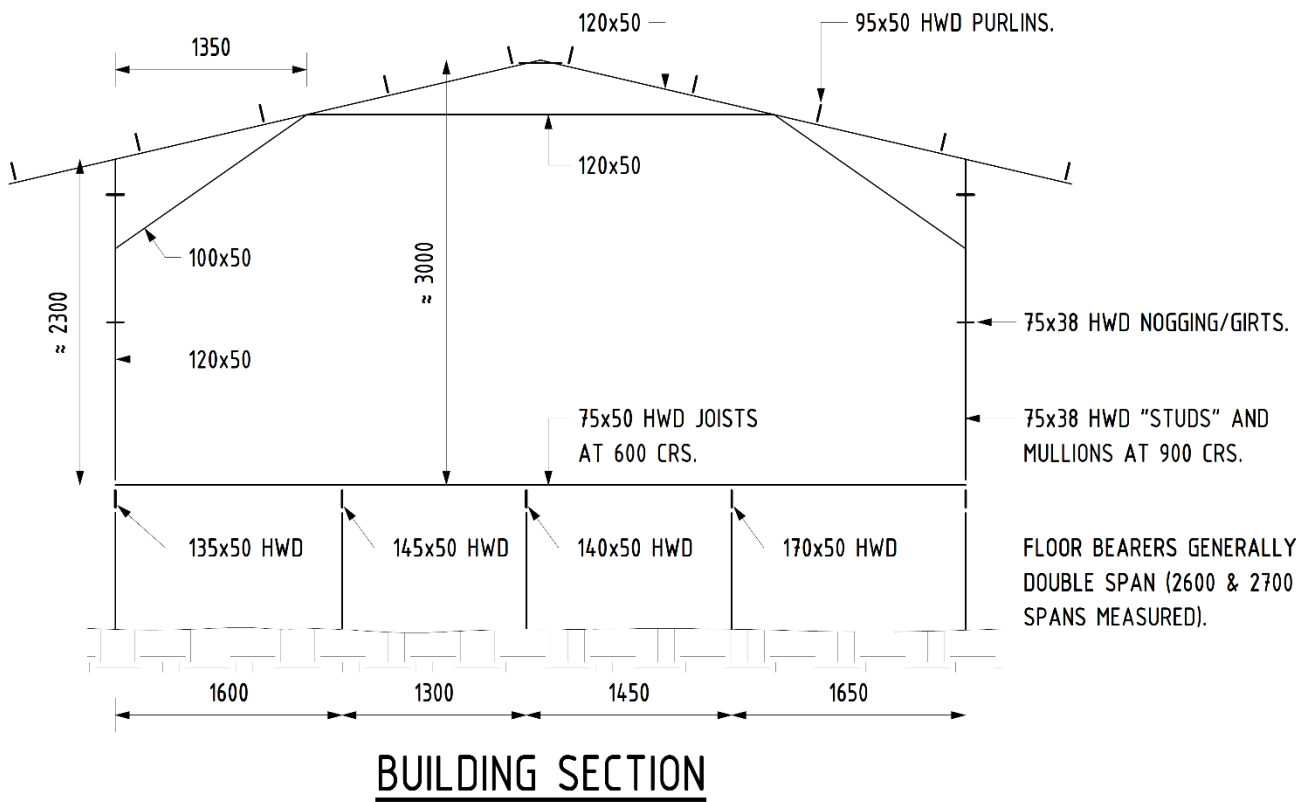 120x50
95x50 HWD PURLINS.
1350
120x50
100x50
≈ 3000
≈ 2300
75x38 HWD NOGGING/GIRTS.
120x50
75x50 HWD JOISTS
AT 600 CRS.
75x38 HWD "STUDS" AND
MULLIONS AT 900 CRS.
135x50 HWD
145x50 HWD
140x50 HWD
170x50 HWD
FLOOR BEARERS GENERALLY
DOUBLE SPAN (2600 & 2700
SPANS MEASURED).
1600
1300
1450
1650
BUILDING SECTION